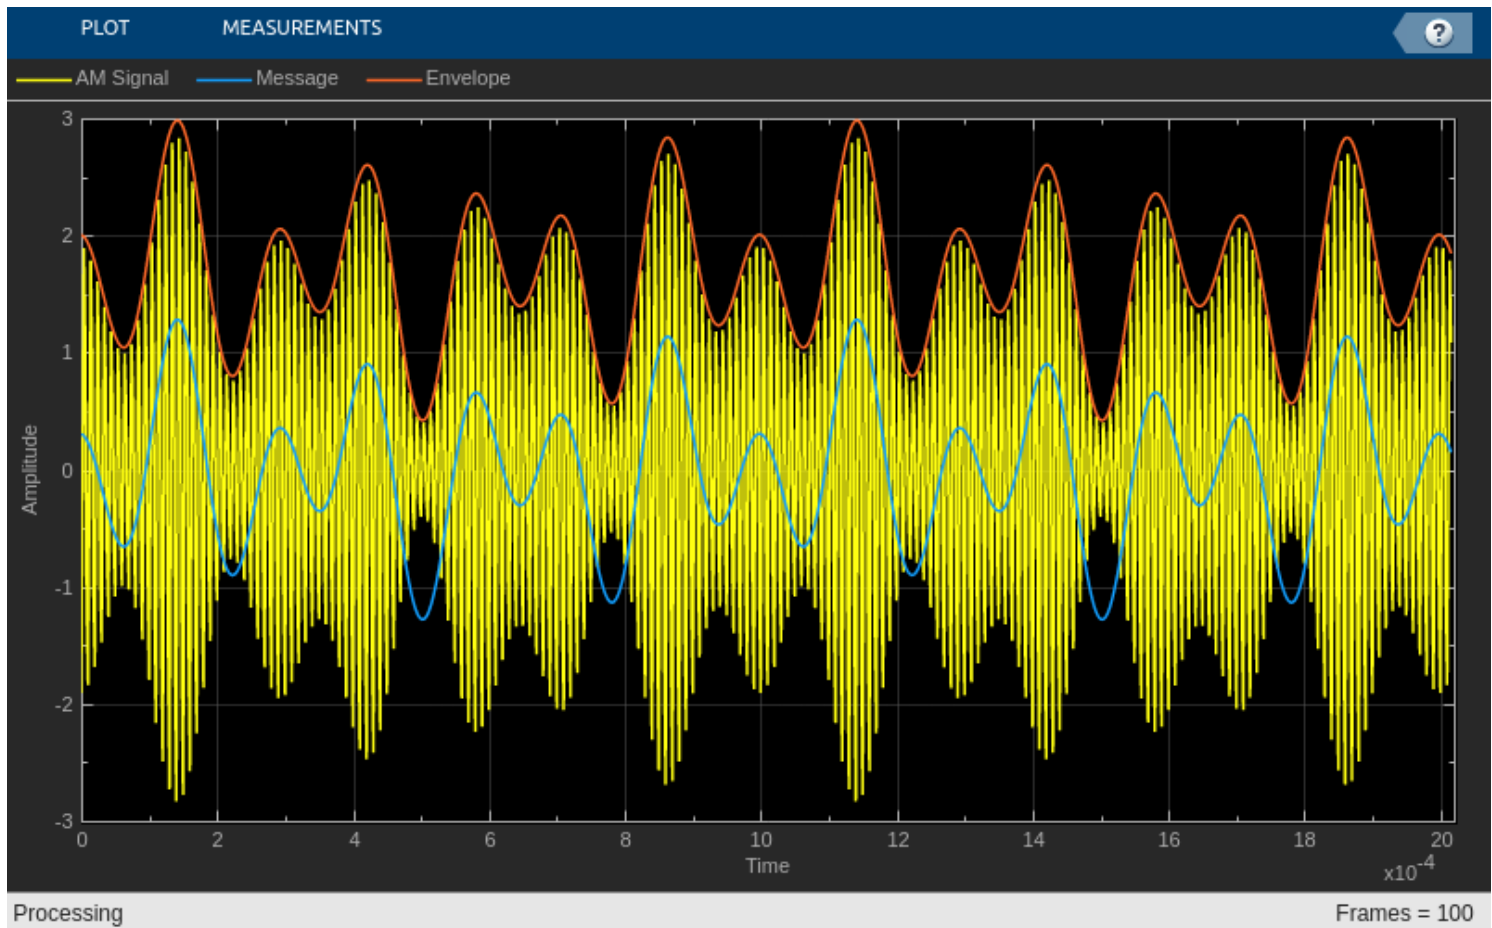 PLOT MEASUREMENTS ?
AM Signal Message Envelope
3
2
1
0
-1
-2
-3
Amplitude
0 2 4 6 8 10 12 14 16 18 20
Time
x10-4
Processing Frames = 100